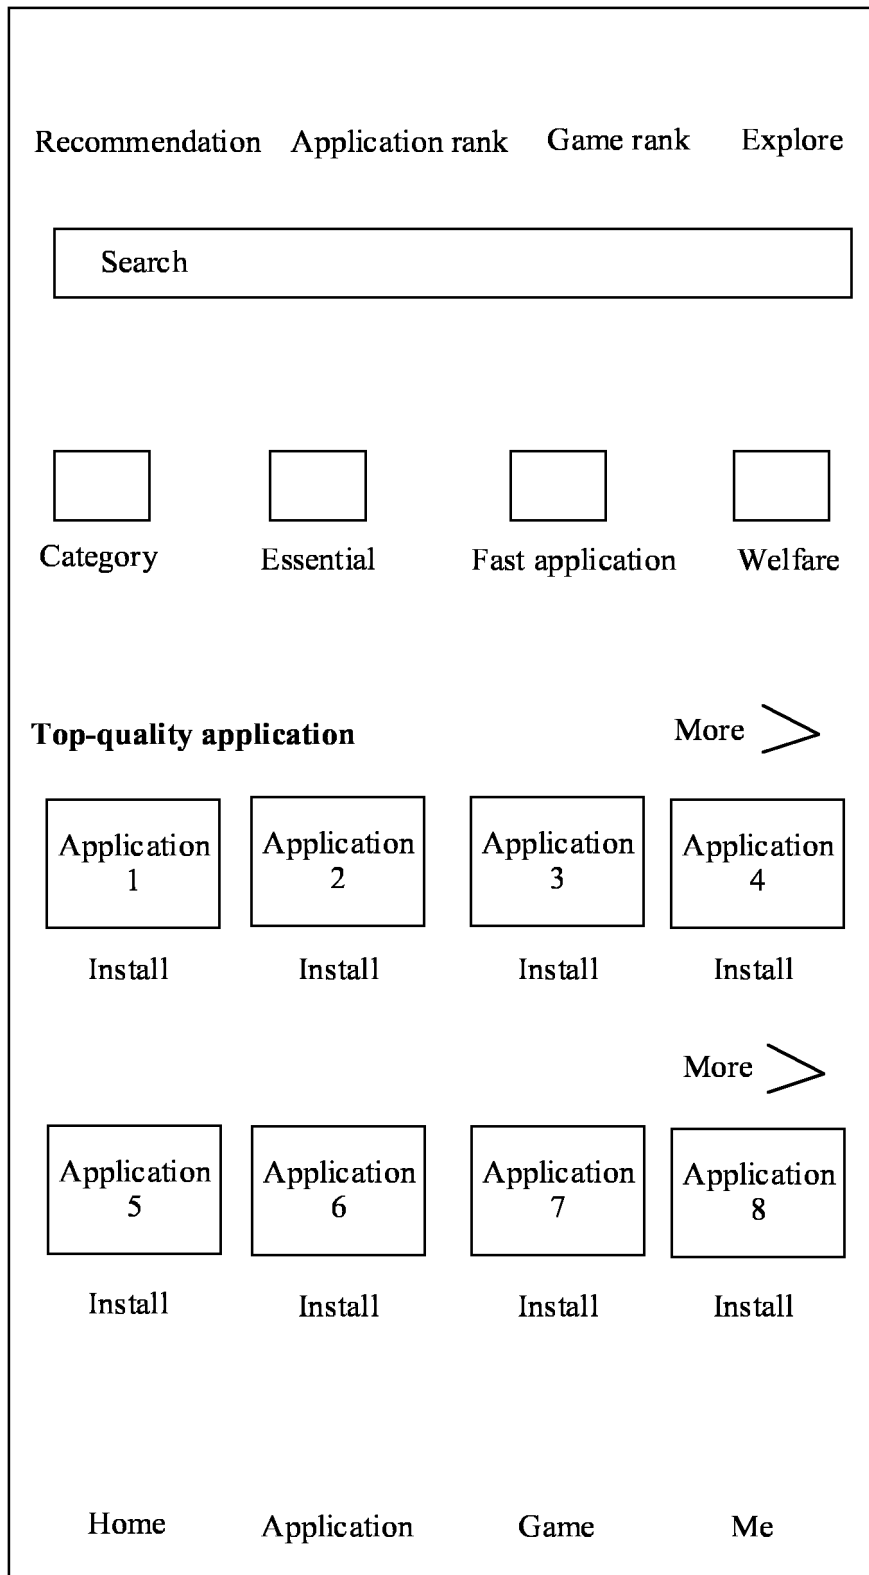 Recommendation Application rank Game rank Explore
Search
Category Essential Fast application Welfare
Top-quality application More
Application Application Application Application
1 2 3 4
Install Install Install Install
More
Application Application Application Application
5 6 7 8
Install Install Install Install
Home Application Game Me